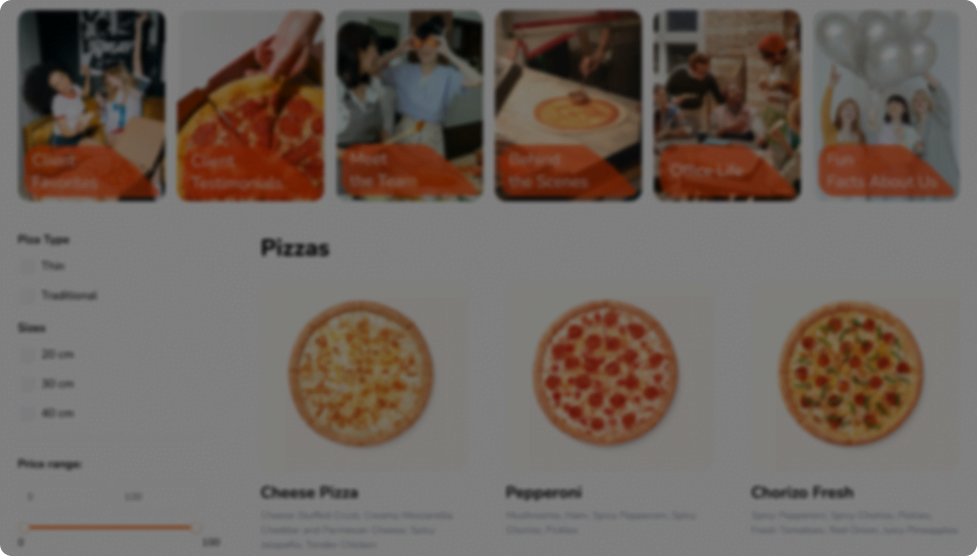 Client
Favorites
Client
Testimonials
Meet
the Team
Behind
the Scenes
Office Life
Fun
Facts About Us
Piza Type
Thin
Traditional
Sizes
20 cm
30 cm
40 cm
Price range:
0
100
0
100
Pizzas
Cheese Pizza
Cheese Stuffed Crust, Creamy Mozzarella,
Cheddar and Parmesan Cheese, Spicy
Jalapeño, Tender Chicken
Pepperoni
Mushrooms, Ham, Spicy Pepperoni, Spicy
Chorizo, Pickles
Chorizo Fresh
Spicy Pepperoni, Spicy Chorizo, Pickles,
Fresh Tomatoes, Red Onion, Juicy Pineapples